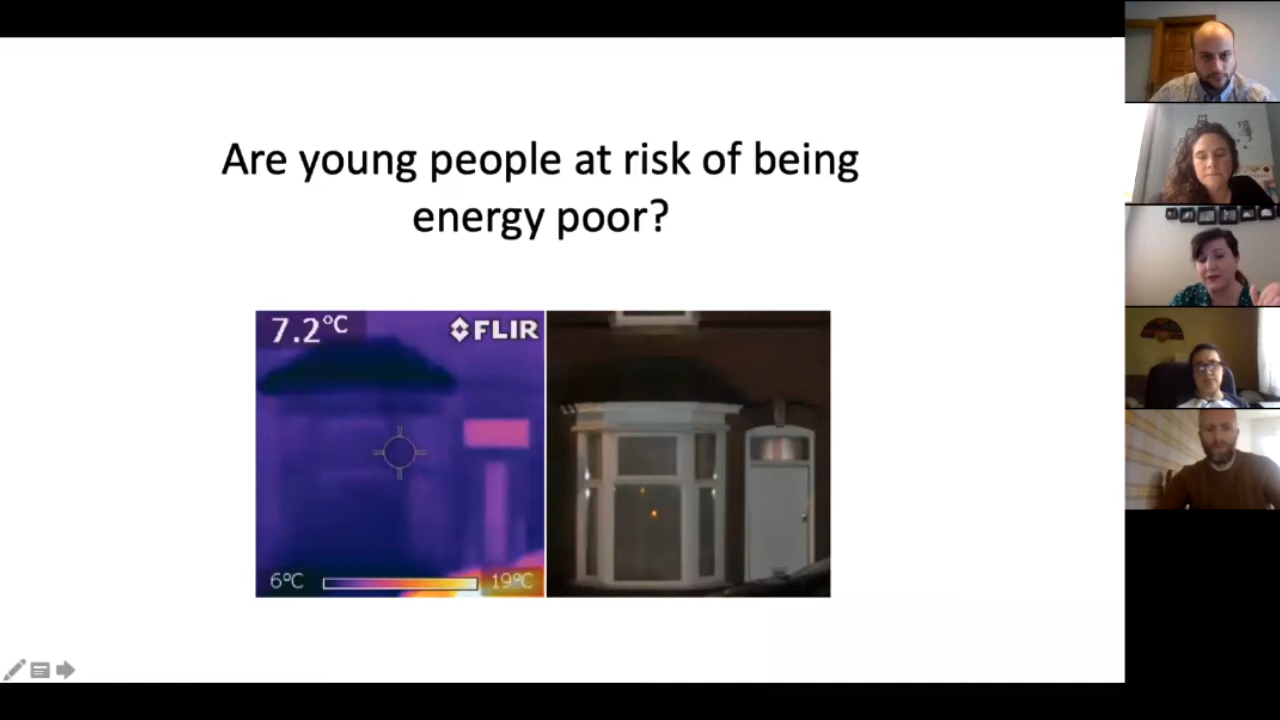 Are young people at risk of being
energy poor?
7.2°C
FLIR
6°C
19°C